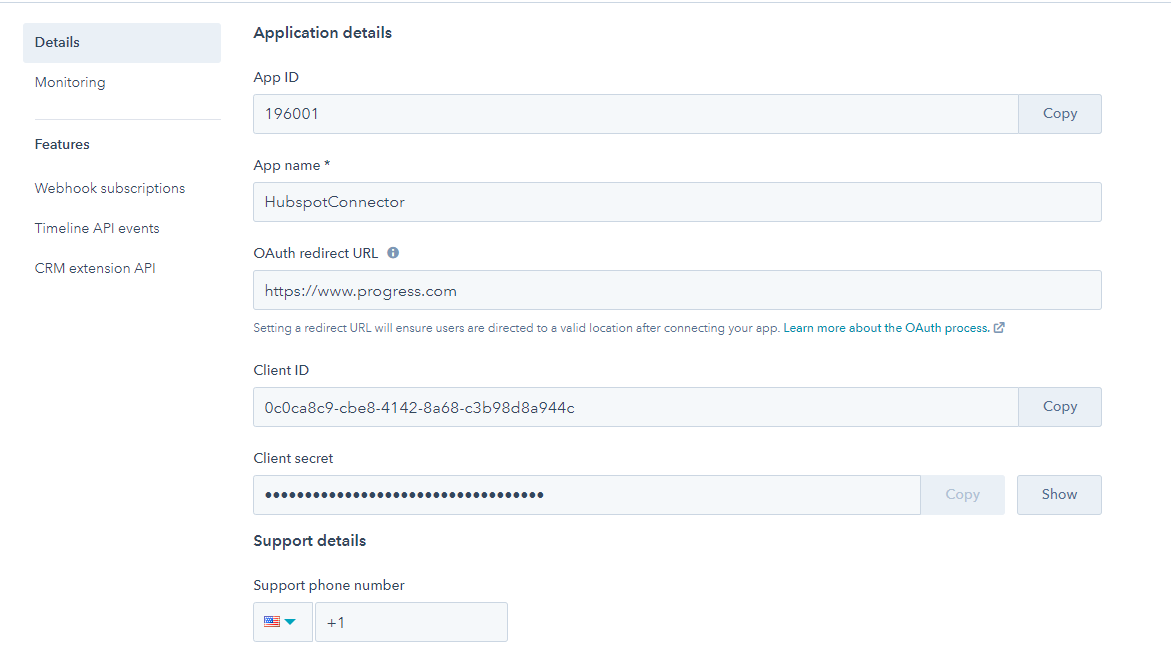 Details
Monitoring
Features
Webhook subscriptions
Timeline API events
CRM extension API
Application details
App ID
196001
Copy
App name *
HubspotConnector
OAuth redirect URL
https://www.progress.com
Setting a redirect URL will ensure users are directed to a valid location after connecting your app. Learn more about the OAuth process.
Client ID
0c0ca8c9-cbe8-4142-8a68-c3b98d8a944c
Copy
Client secret
•••••••••••••••••••••••••••••••••••
Copy
Show
Support details
Support phone number
+1